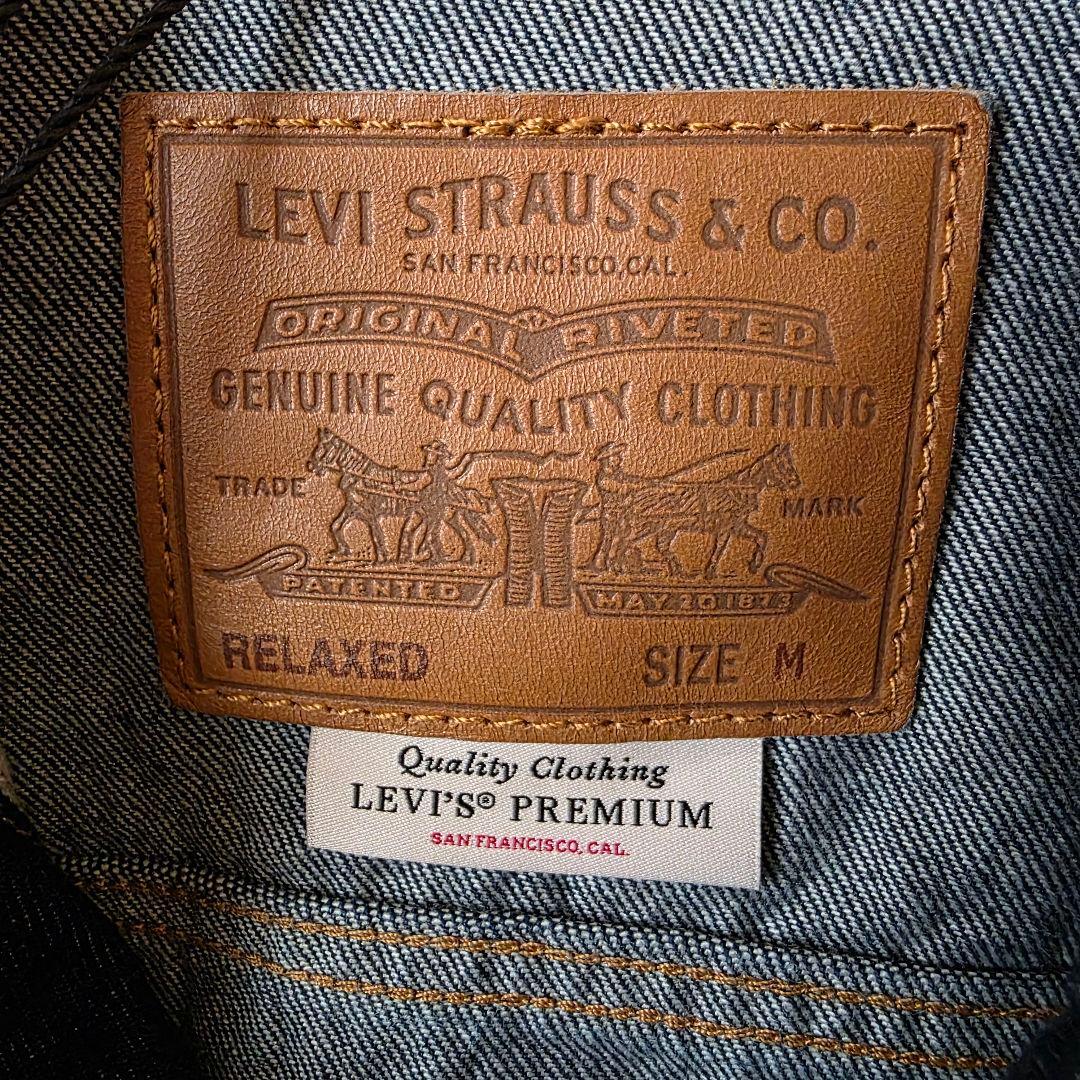 LEVI STRAUSS & CO.
SAN FRANCISCO, CAL.
ORIGINAL RIVETED
GENUINE QUALITY CLOTHING
TRADE MARK
PATENTED MAY 20 1873
RELAXED SIZE M
Quality Clothing
LEVI'S® PREMIUM
SAN FRANCISCO, CAL.